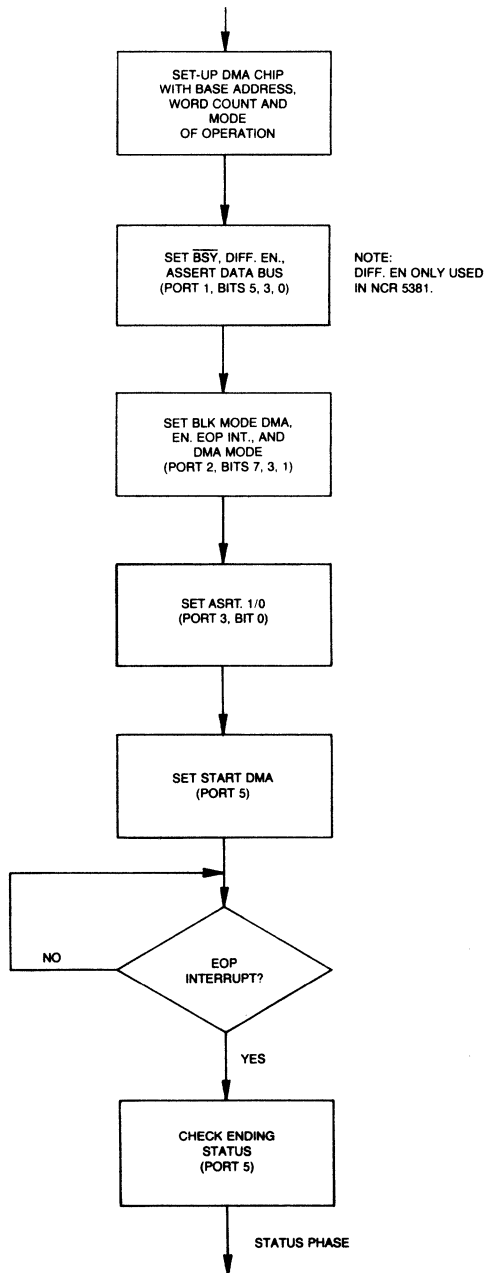 SET-UP DMA CHIP
WITH BASE ADDRESS,
WORD COUNT AND
MODE
OF OPERATION
SET B̅S̅Y̅, DIFF. EN.,
ASSERT DATA BUS
(PORT 1, BITS 5, 3, 0)
NOTE:
DIFF. EN ONLY USED
IN NCR 5381.
SET BLK MODE DMA,
EN. EOP INT., AND
DMA MODE
(PORT 2, BITS 7, 3, 1)
SET ASRT. 1/0
(PORT 3, BIT 0)
SET START DMA
(PORT 5)
NO
EOP
INTERRUPT?
YES
CHECK ENDING
STATUS
(PORT 5)
STATUS PHASE